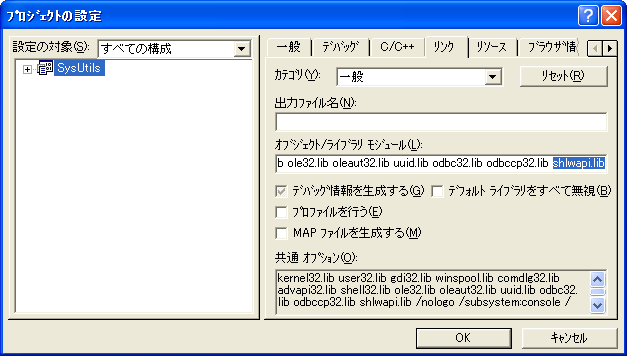 プロジェクトの設定
設定の対象(S): すべての構成
SysUtils
一般 デバッグ C/C++ リンク リソース ブラウザ情
カテゴリ(Y): 一般 リセット(R)
出力ファイル名(N):
オブジェクト/ライブラリ モジュール(L):
b ole32.lib oleaut32.lib uuid.lib odbc32.lib odbccp32.lib shlwapi.lib
デバッグ情報を生成する(G) デフォルト ライブラリをすべて無視(B)
プロファイルを行う(E)
MAP ファイルを生成する(M)
共通 オプション(O):
kernel32.lib user32.lib gdi32.lib winspool.lib comdlg32.lib
advapi32.lib shell32.lib ole32.lib oleaut32.lib uuid.lib odbc32.
lib odbccp32.lib shlwapi.lib /nologo /subsystem:console /
OK キャンセル